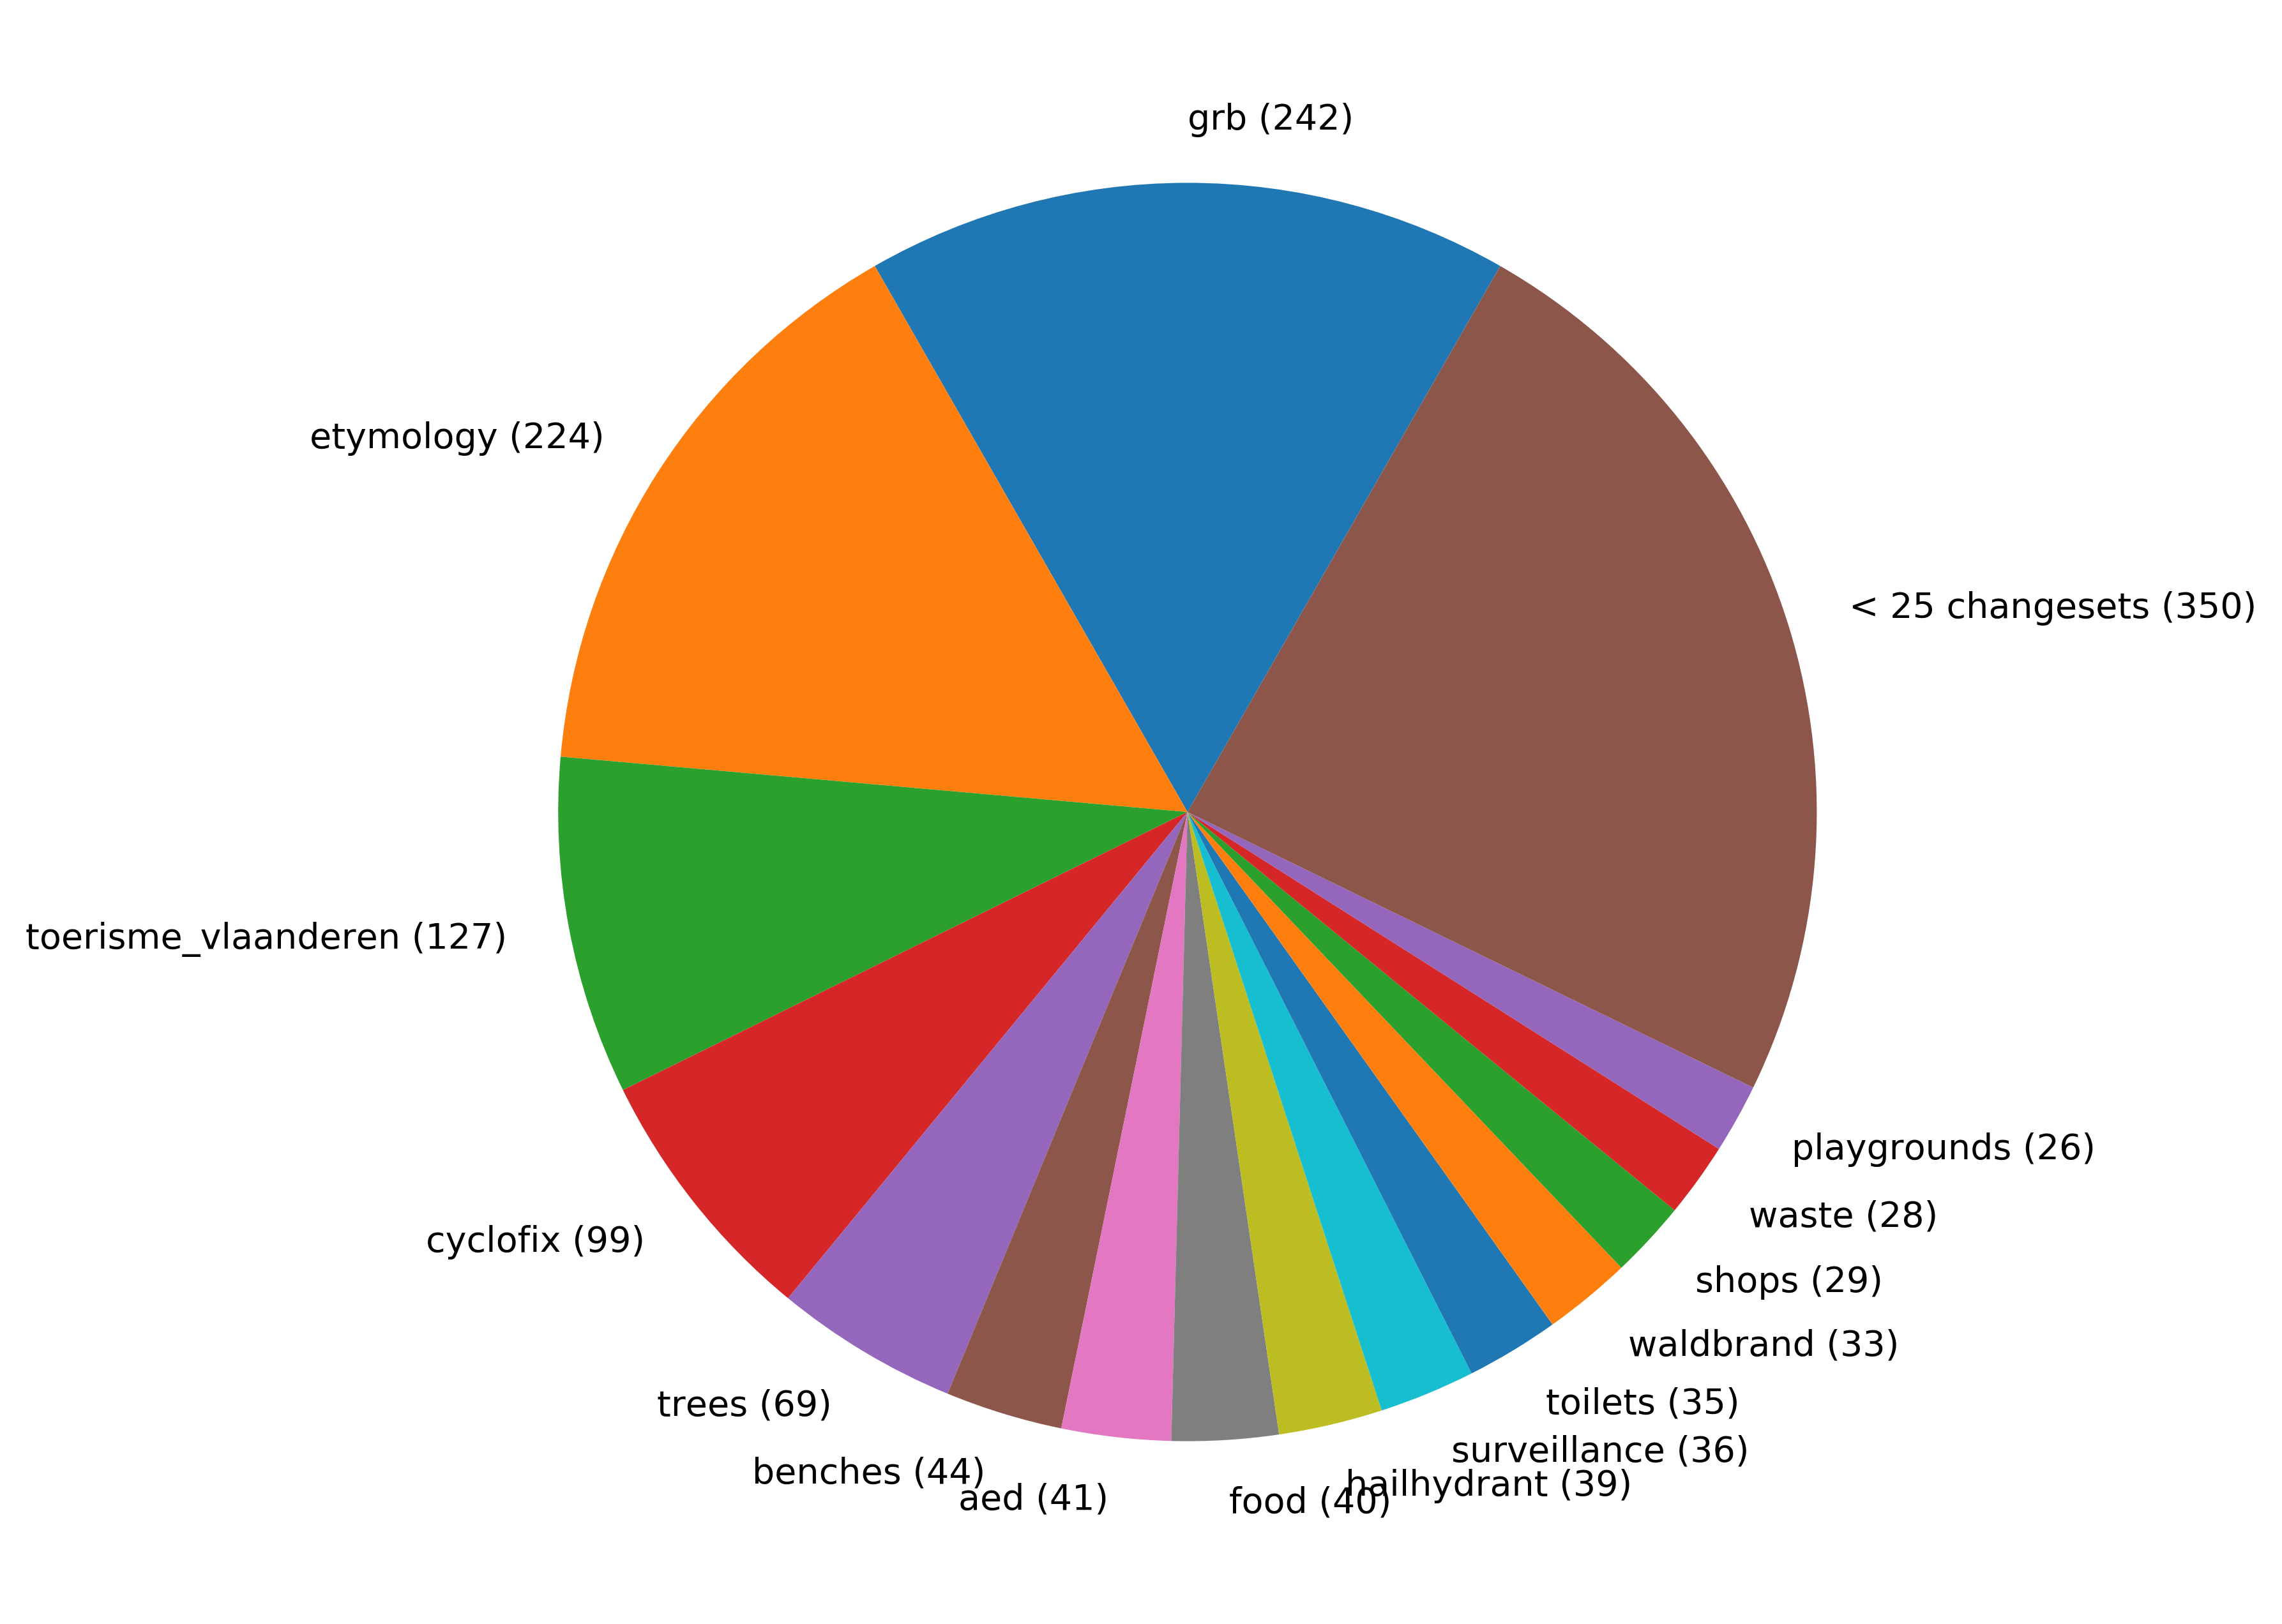 grb (242)
etymology (224)
< 25 changesets (350)
toerisme_vlaanderen (127)
playgrounds (26)
waste (28)
cyclofix (99)
shops (29)
waldbrand (33)
trees (69)
toilets (35)
surveillance (36)
benches (44)
hailhydrant (39)
aed (41)
food (40)